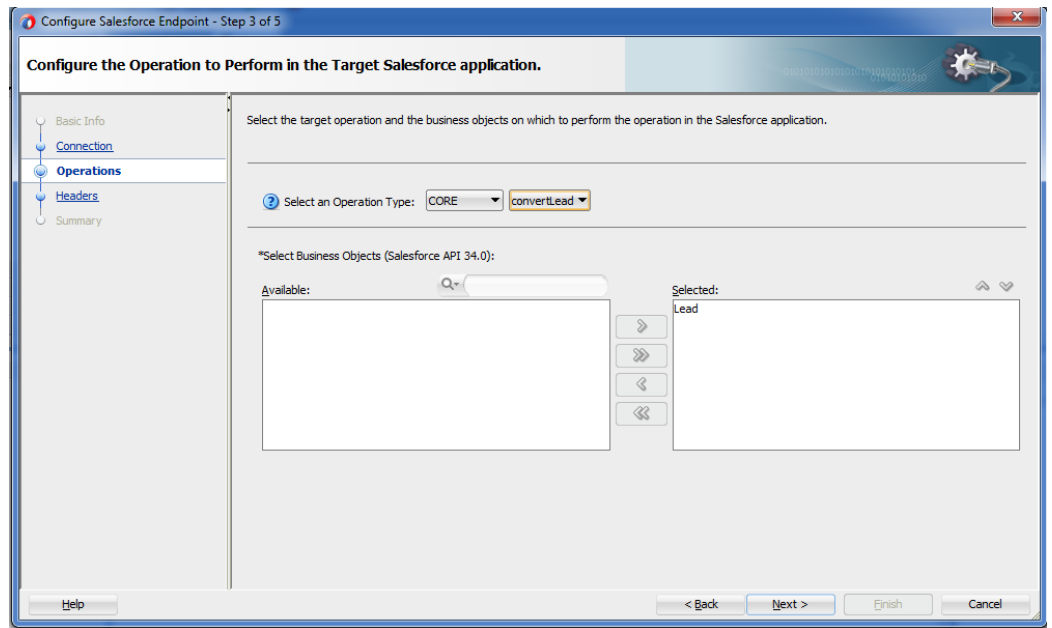 Configure Salesforce Endpoint - Step 3 of 5
x
Configure the Operation to Perform in the Target Salesforce application.
Basic Info
Connection
Operations
Headers
Summary
Select the target operation and the business objects on which to perform the operation in the Salesforce application.
? Select an Operation Type: CORE convertLead
*Select Business Objects (Salesforce API 34.0):
Available:
Selected:
Lead
Help
< Back
Next >
Finish
Cancel